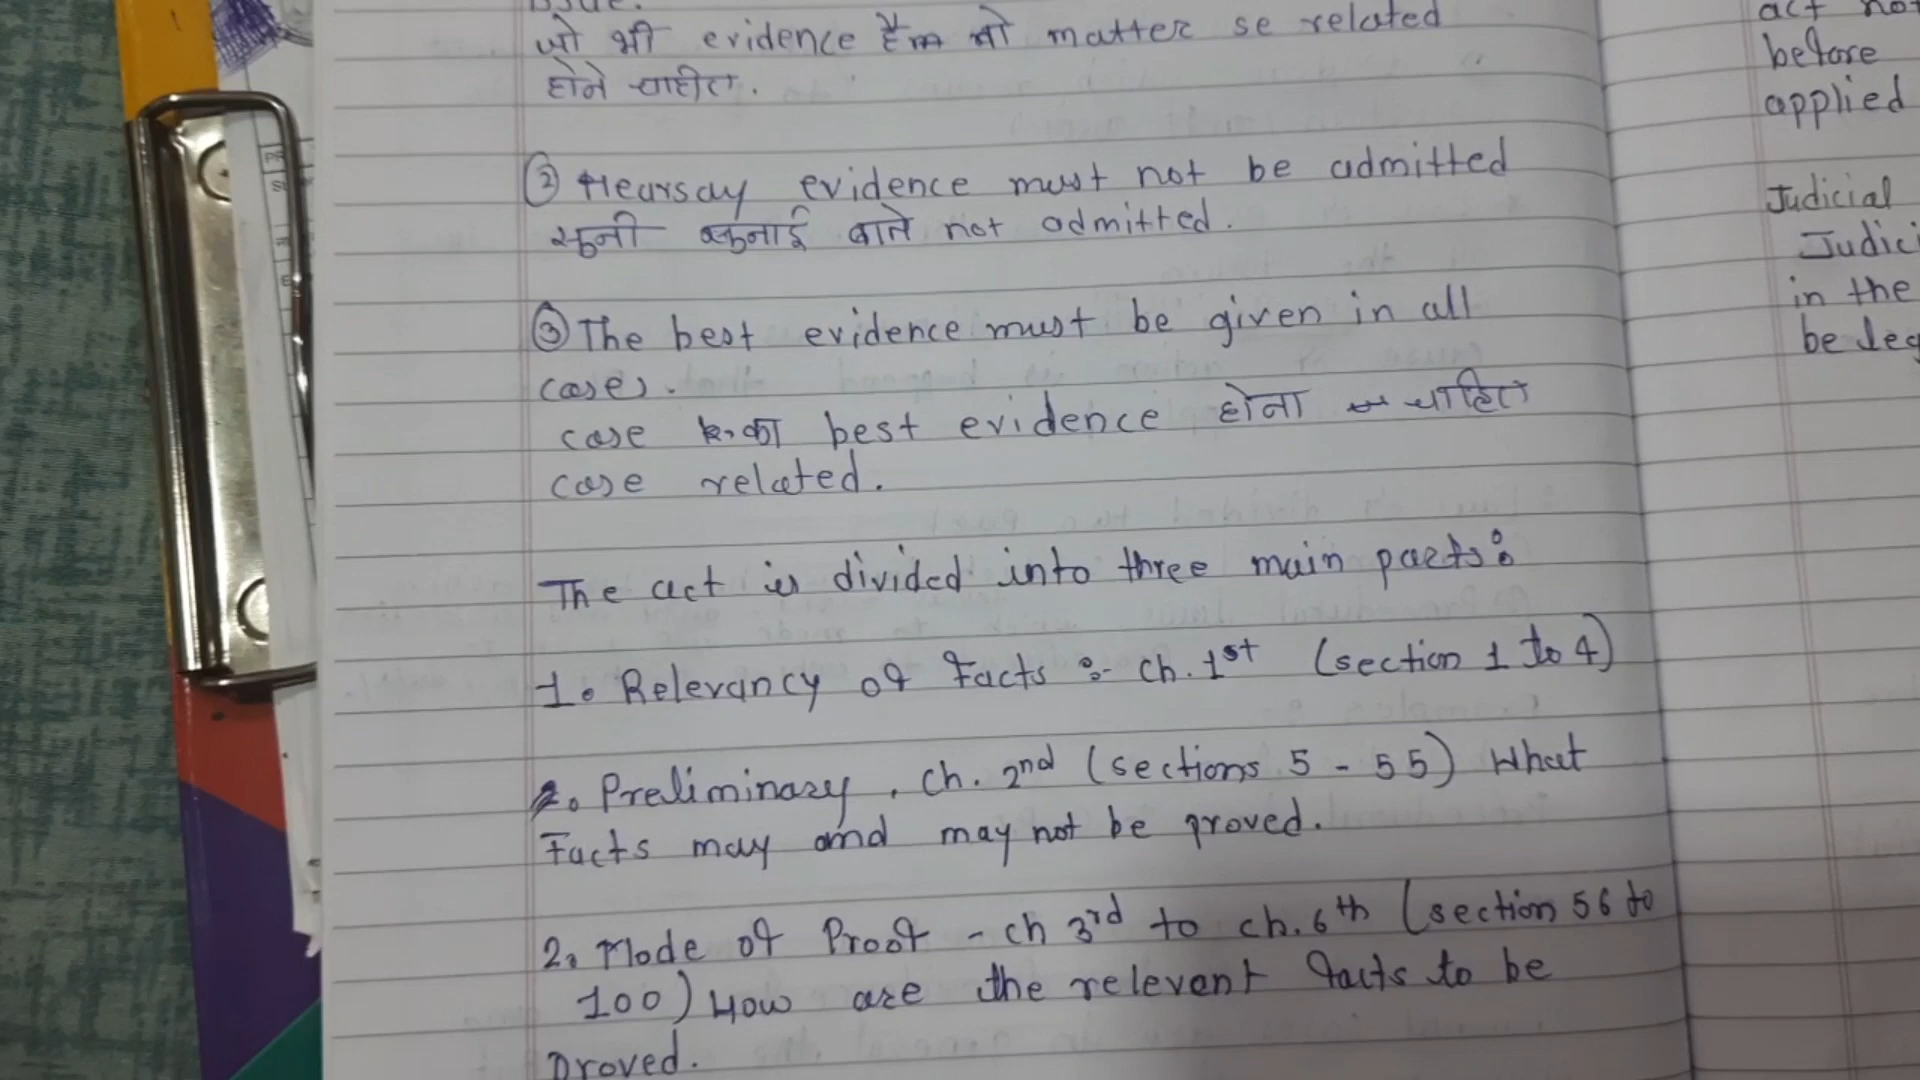 जो भी evidence है वो matter se related
होने चाहीए.
② Hearsay evidence must not be admitted
सुनी सुनाई बाते not admitted.
③ The best evidence must be given in all
cases.
case का best evidence होना चाहिए
case related.
The act is divided into three main parts:
1. Relevancy of Facts :- ch. 1st (section 1 to 4)
2. Preliminary, ch. 2nd (sections 5 - 55) What
Facts may and may not be proved.
2. Mode of Proof - ch 3rd to ch. 6th (section 56 to
100) How are the relevent facts to be
proved.
act not
before
applied
Judicial
in the